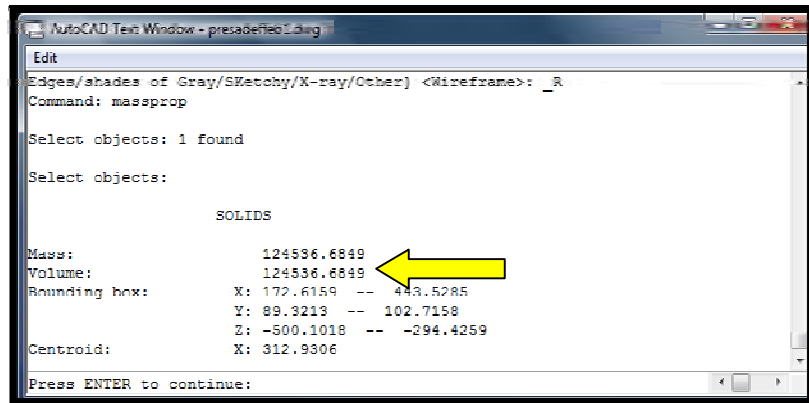 AutoCAD Text Window - presadeffeo1.dwg
Edit
Edges/shades of Gray/SKetchy/X-ray/Other] <Wireframe>: _R
Command: massprop
Select objects: 1 found
Select objects:
SOLIDS
Mass: 124536.6849
Volume: 124536.6849
Bounding box: X: 172.6159 -- 443.5285
Y: 89.3213 -- 102.7158
Z: -500.1018 -- -294.4259
Centroid: X: 312.9306
Press ENTER to continue: